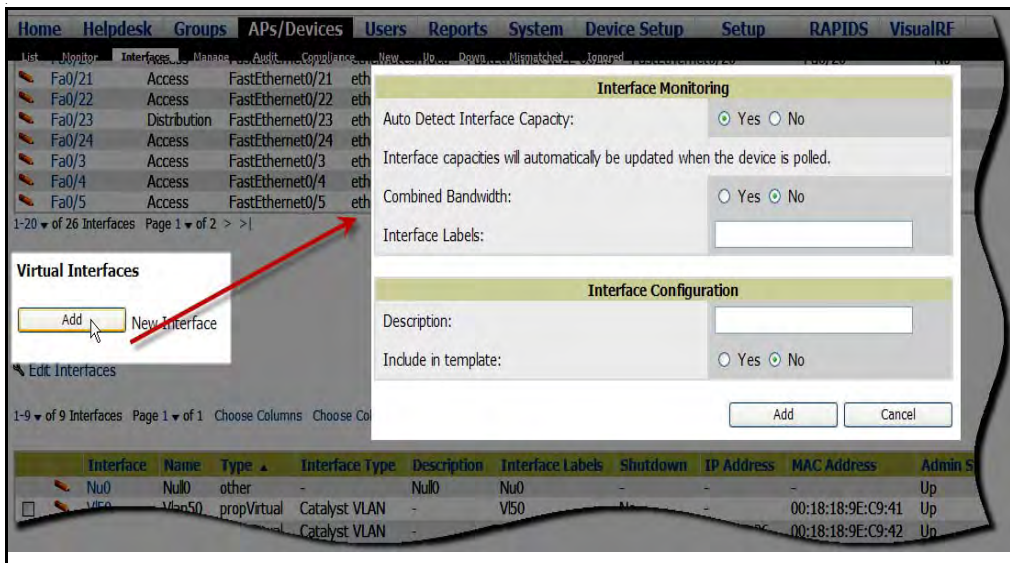 Home Helpdesk Groups APs/Devices Users Reports System Device Setup Setup RAPIDS VisualRF
List Monitor Interfaces Manage Audit Compliance New Up Down Mismatched Ignored
Fa0/21 Access FastEthernet0/21 eth
Fa0/22 Access FastEthernet0/22 eth
Fa0/23 Distribution FastEthernet0/23 eth
Fa0/24 Access FastEthernet0/24 eth
Fa0/3 Access FastEthernet0/3 eth
Fa0/4 Access FastEthernet0/4 eth
Fa0/5 Access FastEthernet0/5 eth
1-20 of 26 Interfaces Page 1 of 2 > >|
Interface Monitoring
Auto Detect Interface Capacity: Yes No
Interface capacities will automatically be updated when the device is polled.
Combined Bandwidth: Yes No
Interface Labels:
Interface Configuration
Description:
Include in template: Yes No
Add Cancel
Virtual Interfaces
Add New Interface
Edit Interfaces
1-9 of 9 Interfaces Page 1 of 1 Choose Columns Choose Col
Interface Name Type Interface Type Description Interface Labels Shutdown IP Address MAC Address Admin S
Nu0 Null0 other - Null0 Nu0 - - - Up
Vl50 Vlan50 propVirtual Catalyst VLAN - Vl50 No - 00:18:18:9E:C9:41 Up
Catalyst VLAN - 00:18:18:9E:C9:42 Up